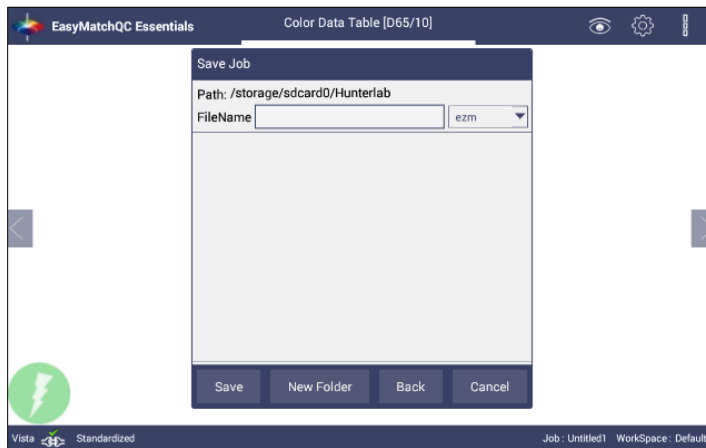 EasyMatchQC Essentials
Color Data Table [D65/10]
Save Job
Path: /storage/sdcard0/Hunterlab
FileName
ezm
Save New Folder Back Cancel
Vista Standardized Job : Untitled1 WorkSpace : Default